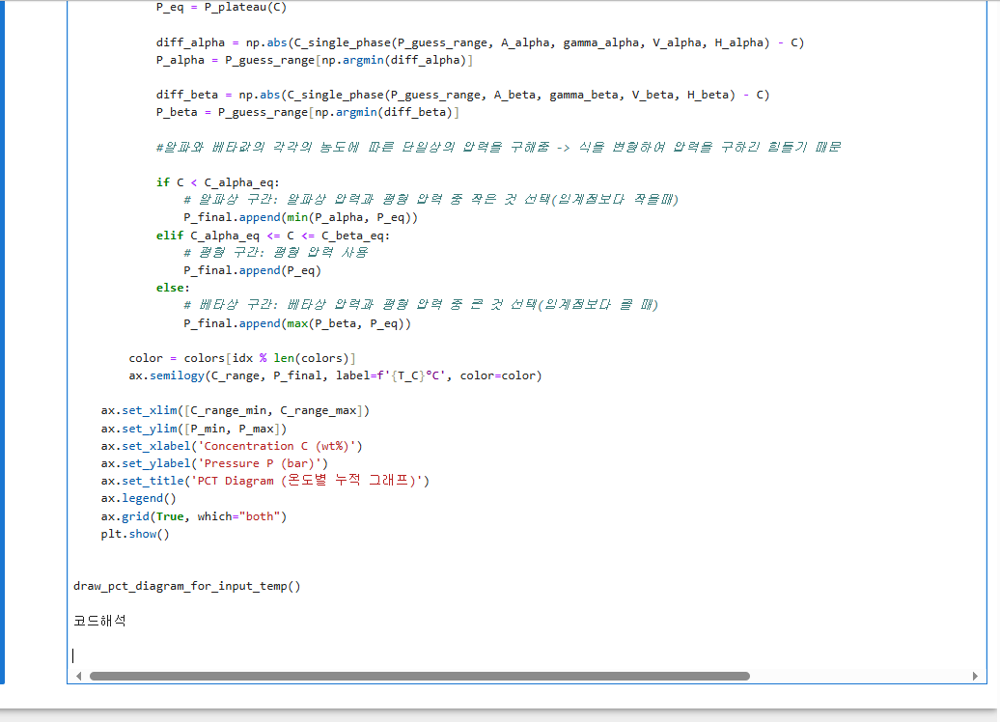 P_eq = P_plateau(C)
diff_alpha = np.abs(C_single_phase(P_guess_range, A_alpha, gamma_alpha, V_alpha, H_alpha) - C)
P_alpha = P_guess_range[np.argmin(diff_alpha)]
diff_beta = np.abs(C_single_phase(P_guess_range, A_beta, gamma_beta, V_beta, H_beta) - C)
P_beta = P_guess_range[np.argmin(diff_beta)]
#알파와 베타값의 각각의 농도에 따른 단일상의 압력을 구해줌 -> 식을 변형하여 압력을 구하긴 힘들기 때문
if C < C_alpha_eq:
# 알파상 구간: 알파상 압력과 평형 압력 중 작은 것 선택(임계점보다 작을때)
P_final.append(min(P_alpha, P_eq))
elif C_alpha_eq <= C <= C_beta_eq:
# 평형 구간: 평형 압력 사용
P_final.append(P_eq)
else:
# 베타상 구간: 베타상 압력과 평형 압력 중 큰 것 선택(임계점보다 클 때)
P_final.append(max(P_beta, P_eq))
color = colors[idx % len(colors)]
ax.semilogy(C_range, P_final, label=f'{T_C}°C', color=color)
ax.set_xlim([C_range_min, C_range_max])
ax.set_ylim([P_min, P_max])
ax.set_xlabel('Concentration C (wt%)')
ax.set_ylabel('Pressure P (bar)')
ax.set_title('PCT Diagram (온도별 누적 그래프)')
ax.legend()
ax.grid(True, which="both")
plt.show()
draw_pct_diagram_for_input_temp()
코드해석